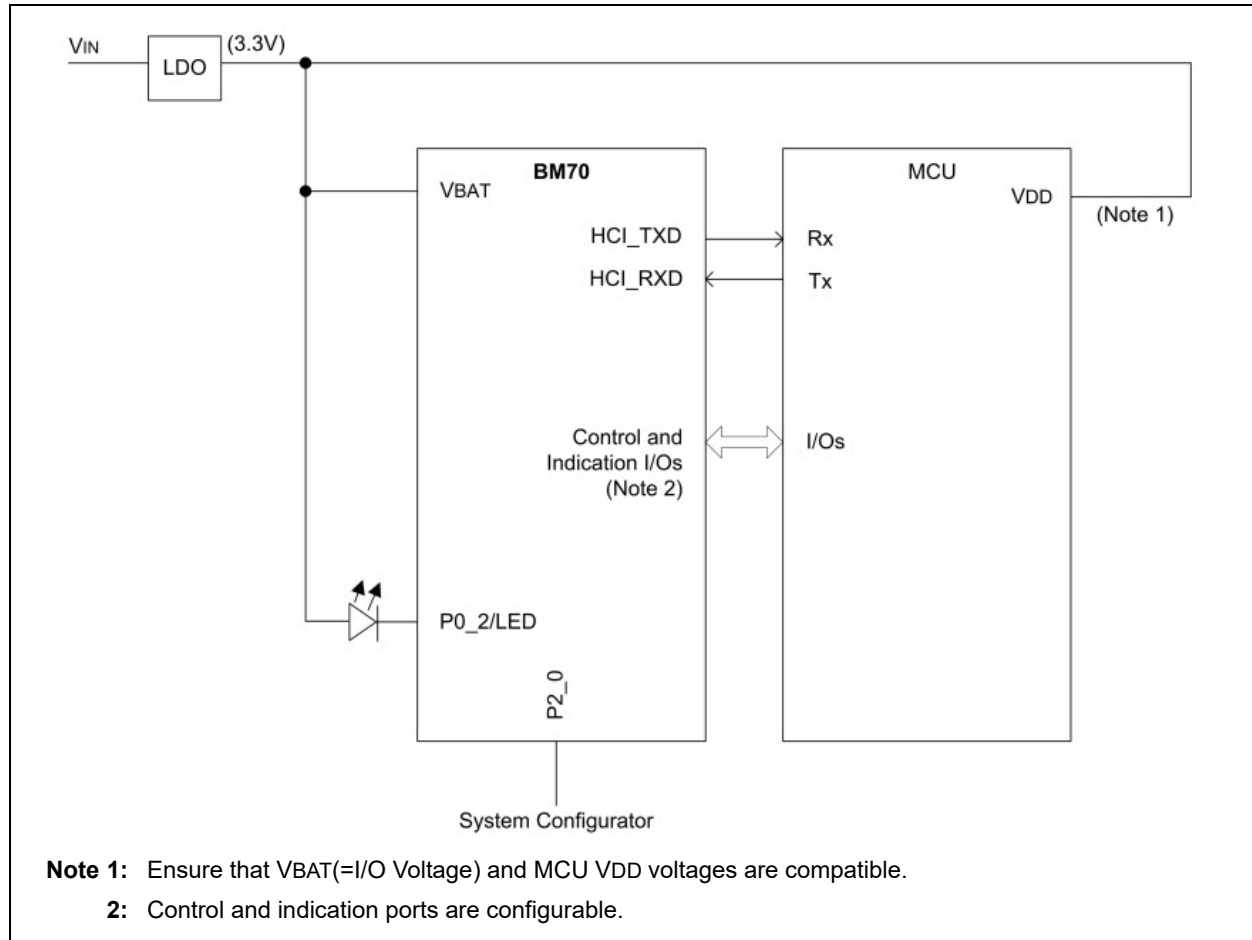 VIN
LDO
(3.3V)
BM70
MCU
VBAT
VDD
(Note 1)
HCI_TXD
Rx
HCI_RXD
Tx
Control and
Indication I/Os
(Note 2)
I/Os
P0_2/LED
P2_0
System Configurator
Note 1: Ensure that VBAT(=I/O Voltage) and MCU VDD voltages are compatible.
2: Control and indication ports are configurable.